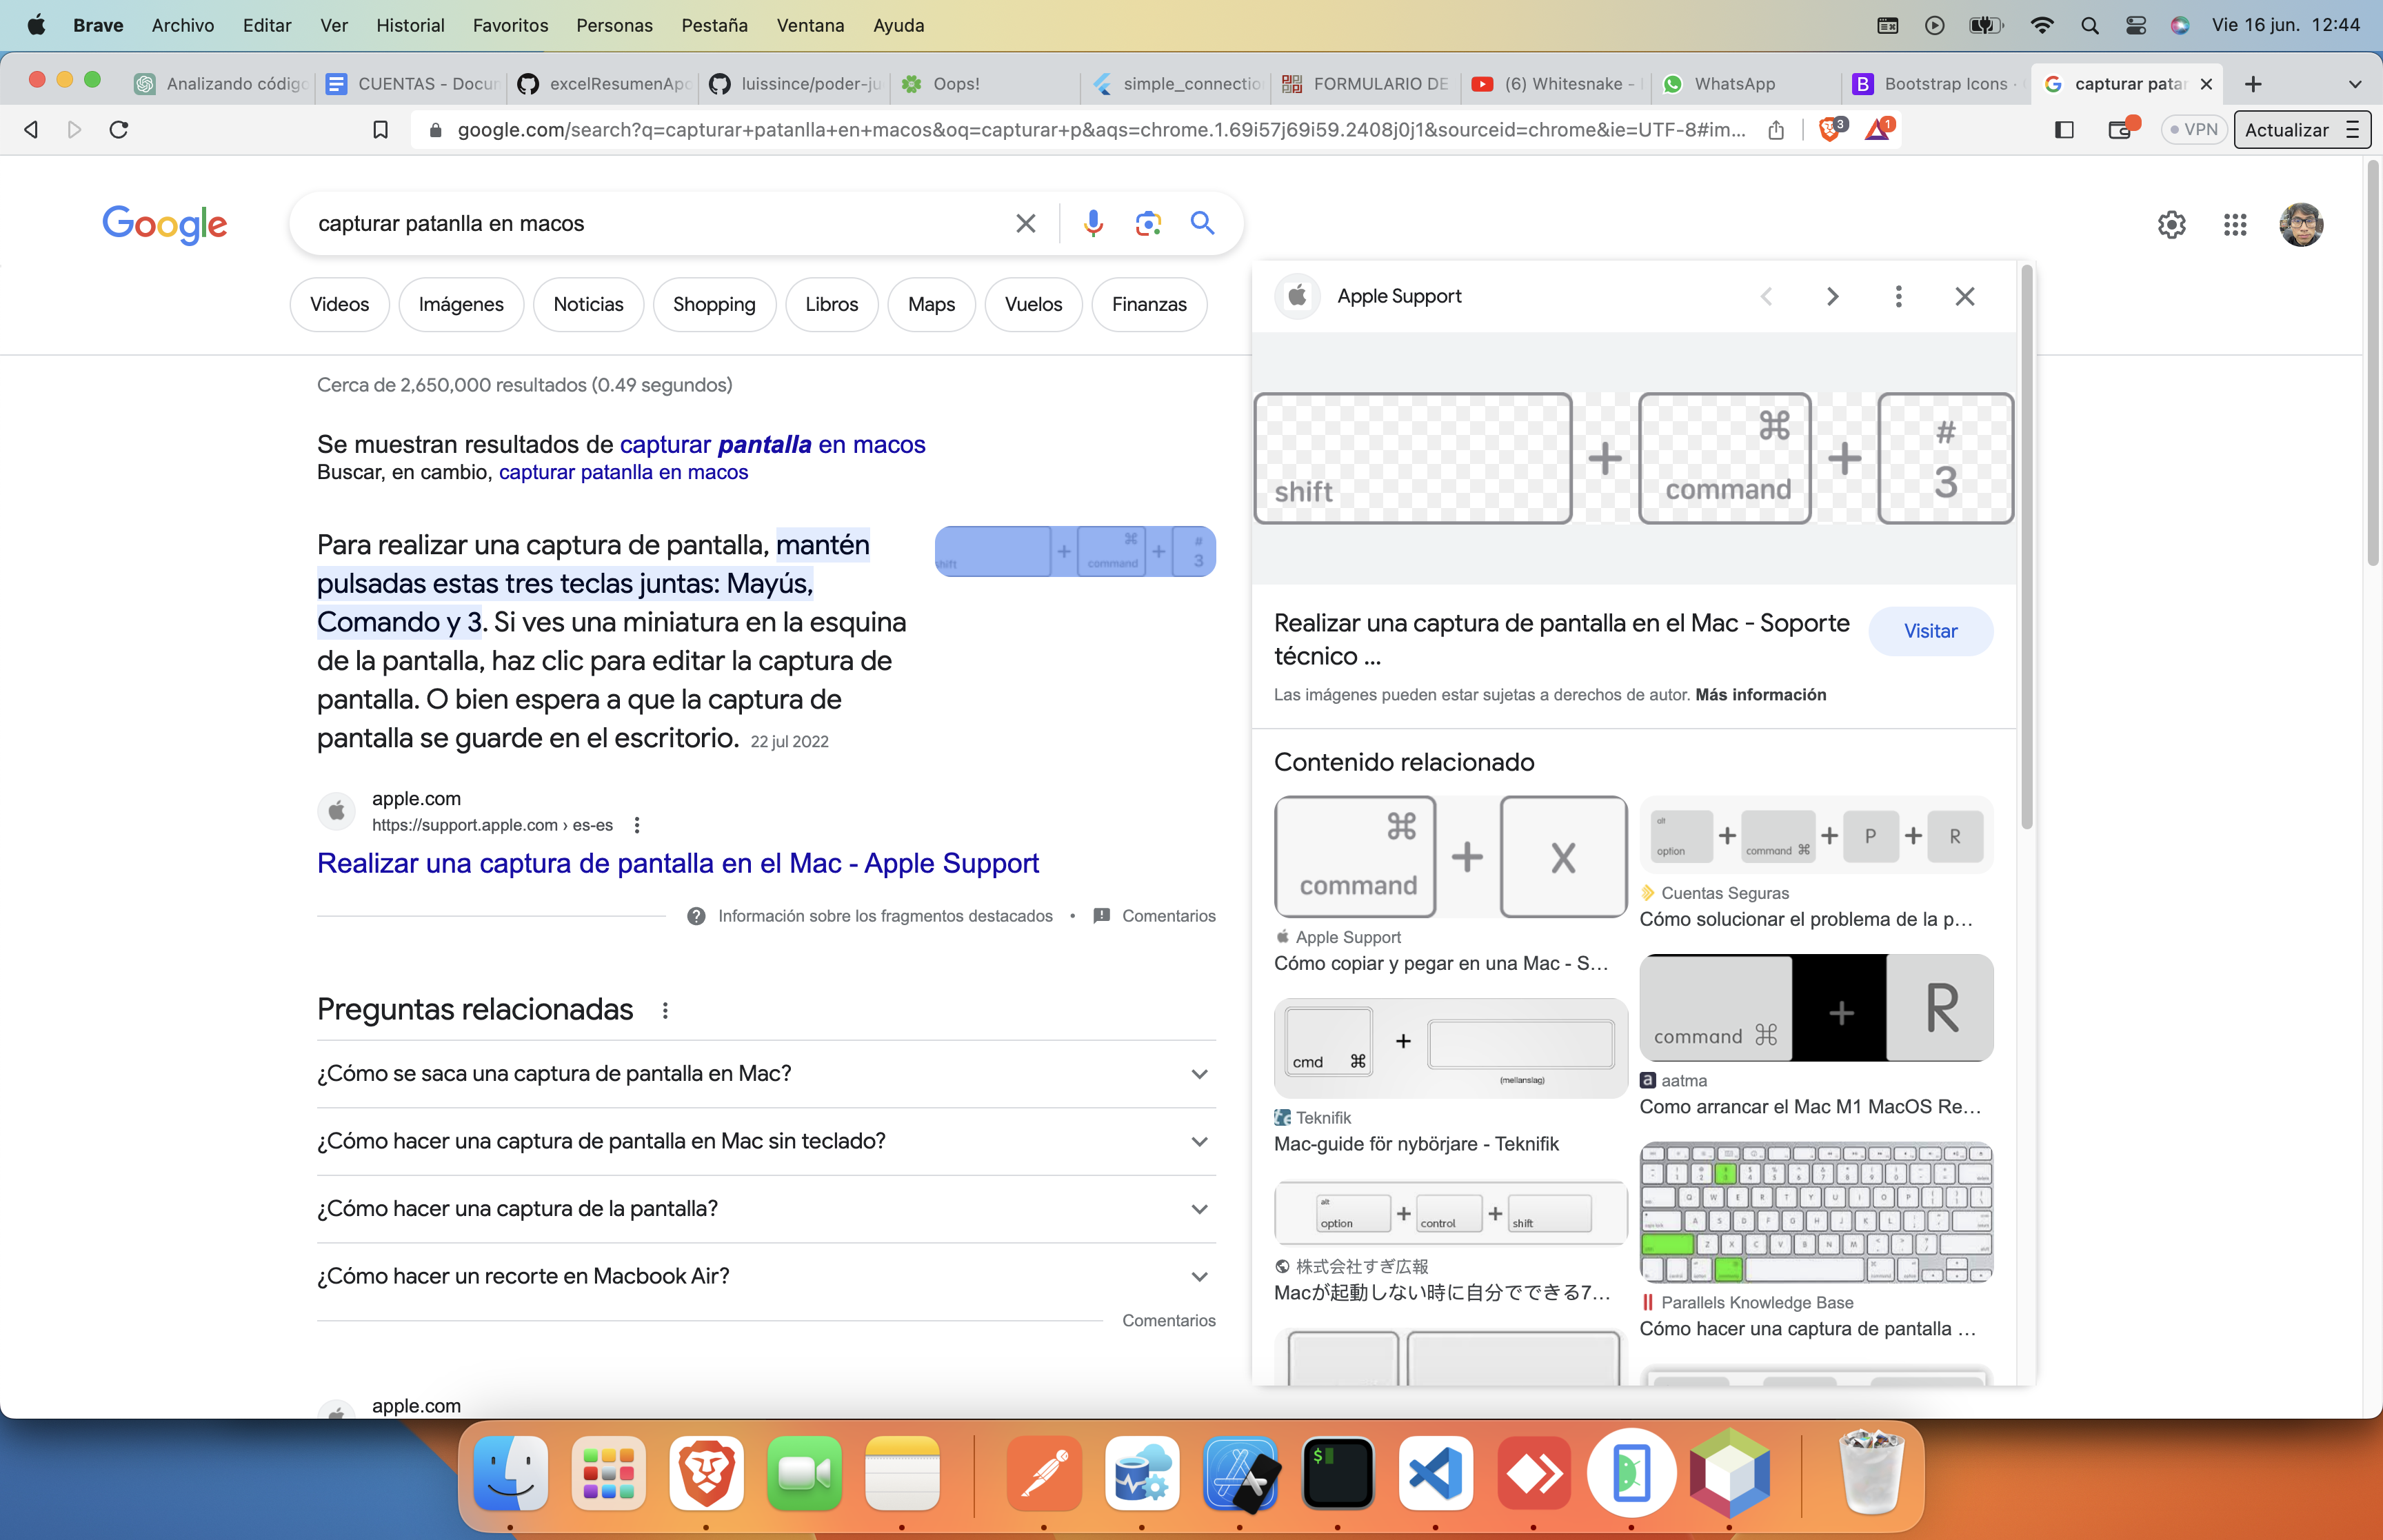 Brave Archivo Editar Ver Historial Favoritos Personas Pestaña Ventana Ayuda Vie 16 jun. 12:44
Analizando código CUENTAS - Docum excelResumenApo luissince/poder-ju Oops! simple_connectio FORMULARIO DE (6) Whitesnake - WhatsApp Bootstrap Icons · capturar patan
google.com/search?q=capturar+patanlla+en+macos&oq=capturar+p&aqs=chrome.1.69i57j69i59.2408j0j1&sourceid=chrome&ie=UTF-8#im... 3 1 VPN Actualizar
Google capturar patanlla en macos
Videos Imágenes Noticias Shopping Libros Maps Vuelos Finanzas
Cerca de 2,650,000 resultados (0.49 segundos)
Se muestran resultados de capturar pantalla en macos
Buscar, en cambio, capturar patanlla en macos
Para realizar una captura de pantalla, mantén
pulsadas estas tres teclas juntas: Mayús,
Comando y 3. Si ves una miniatura en la esquina
de la pantalla, haz clic para editar la captura de
pantalla. O bien espera a que la captura de
pantalla se guarde en el escritorio. 22 jul 2022
shift + ⌘ command + # 3
apple.com
https://support.apple.com › es-es
Realizar una captura de pantalla en el Mac - Apple Support
Información sobre los fragmentos destacados • Comentarios
Preguntas relacionadas
¿Cómo se saca una captura de pantalla en Mac?
¿Cómo hacer una captura de pantalla en Mac sin teclado?
¿Cómo hacer una captura de la pantalla?
¿Cómo hacer un recorte en Macbook Air?
Comentarios
apple.com
Apple Support
shift + ⌘ command + # 3
Realizar una captura de pantalla en el Mac - Soporte
técnico ...
Visitar
Las imágenes pueden estar sujetas a derechos de autor. Más información
Contenido relacionado
⌘ command + X
Apple Support
Cómo copiar y pegar en una Mac - S...
alt option + command ⌘ + P + R
Cuentas Seguras
Cómo solucionar el problema de la p...
cmd ⌘ + (mellanslag)
Teknifik
Mac-guide för nybörjare - Teknifik
command ⌘ + R
aatma
Como arrancar el Mac M1 MacOS Re...
alt option + control + shift
株式会社すぎ広報
Macが起動しない時に自分でできる7...
Parallels Knowledge Base
Cómo hacer una captura de pantalla ...